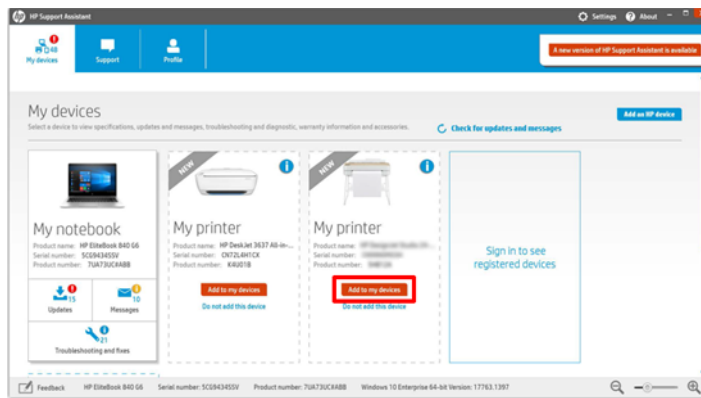 hp HP Support Assistant
Settings
About
48
My devices
Support
Profile
A new version of HP Support Assistant is available
My devices
Select a device to view specifications, updates and messages, troubleshooting and diagnostic, warranty information and accessories.
Check for updates and messages
Add an HP device
My notebook
Product name: HP EliteBook 840 G6
Serial number: 5CG943455V
Product number: 7UA73UC#ABB
15
Updates
10
Messages
21
Troubleshooting and fixes
NEW
My printer
Product name: HP DeskJet 3637 All-in-...
Serial number: CN72L4H1CX
Product number: K4U01B
Add to my devices
Do not add this device
NEW
My printer
Product name:
Serial number:
Product number:
Add to my devices
Do not add this device
Sign in to see
registered devices
Feedback
HP EliteBook 840 G6
Serial number: 5CG943455V
Product number: 7UA73UC#ABB
Windows 10 Enterprise 64-bit Version: 17763.1397